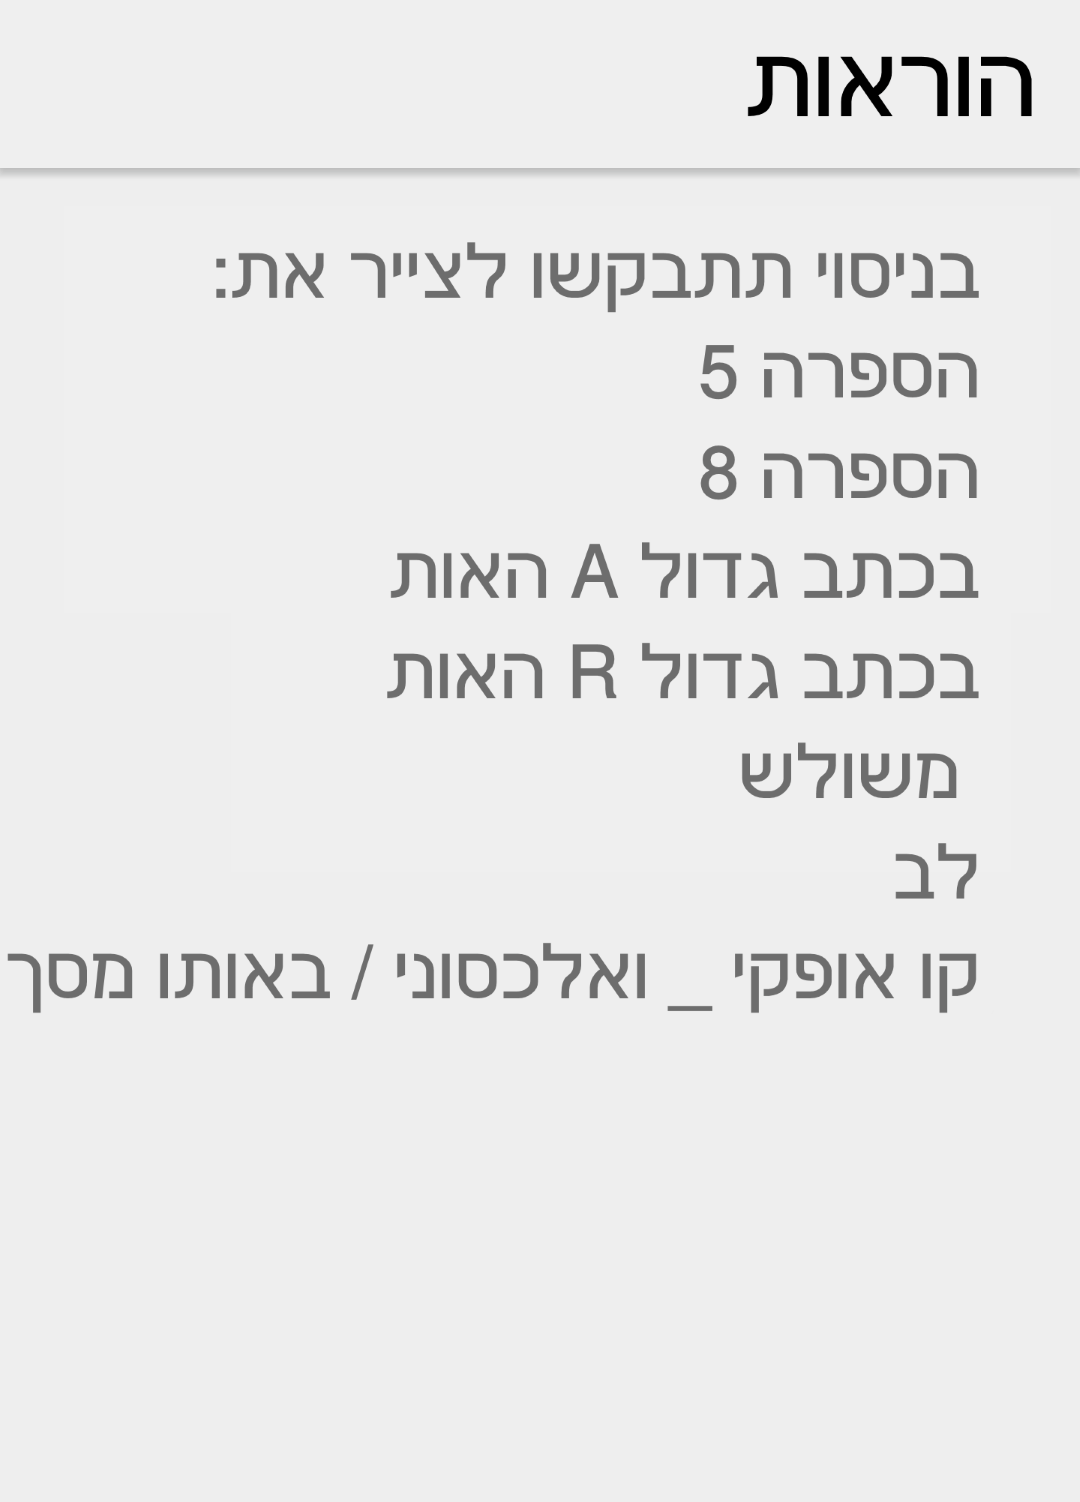 הוראות
בניסוי תתבקשו לצייר את:
הספרה 5
הספרה 8
בכתב גדול A האות
בכתב גדול R האות
משולש
לב
קו אופקי _ ואלכסוני / באותו מסך